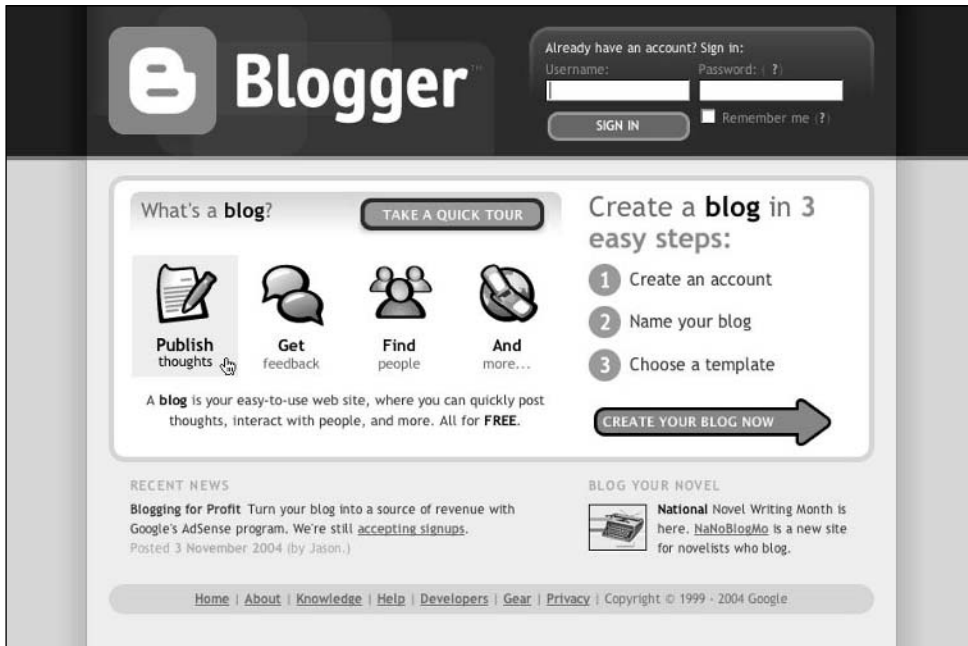 Blogger™
Already have an account? Sign in:
Username:
Password: ( ? )
SIGN IN
Remember me (?)
What's a blog?
TAKE A QUICK TOUR
Publish
thoughts
Get
feedback
Find
people
And
more...
A blog is your easy-to-use web site, where you can quickly post
thoughts, interact with people, and more. All for FREE.
Create a blog in 3
easy steps:
1 Create an account
2 Name your blog
3 Choose a template
CREATE YOUR BLOG NOW
RECENT NEWS
Blogging for Profit Turn your blog into a source of revenue with
Google's AdSense program. We're still accepting signups.
Posted 3 November 2004 (by Jason.)
BLOG YOUR NOVEL
National Novel Writing Month is
here. NaNoBlogMo is a new site
for novelists who blog.
Home | About | Knowledge | Help | Developers | Gear | Privacy | Copyright © 1999 - 2004 Google